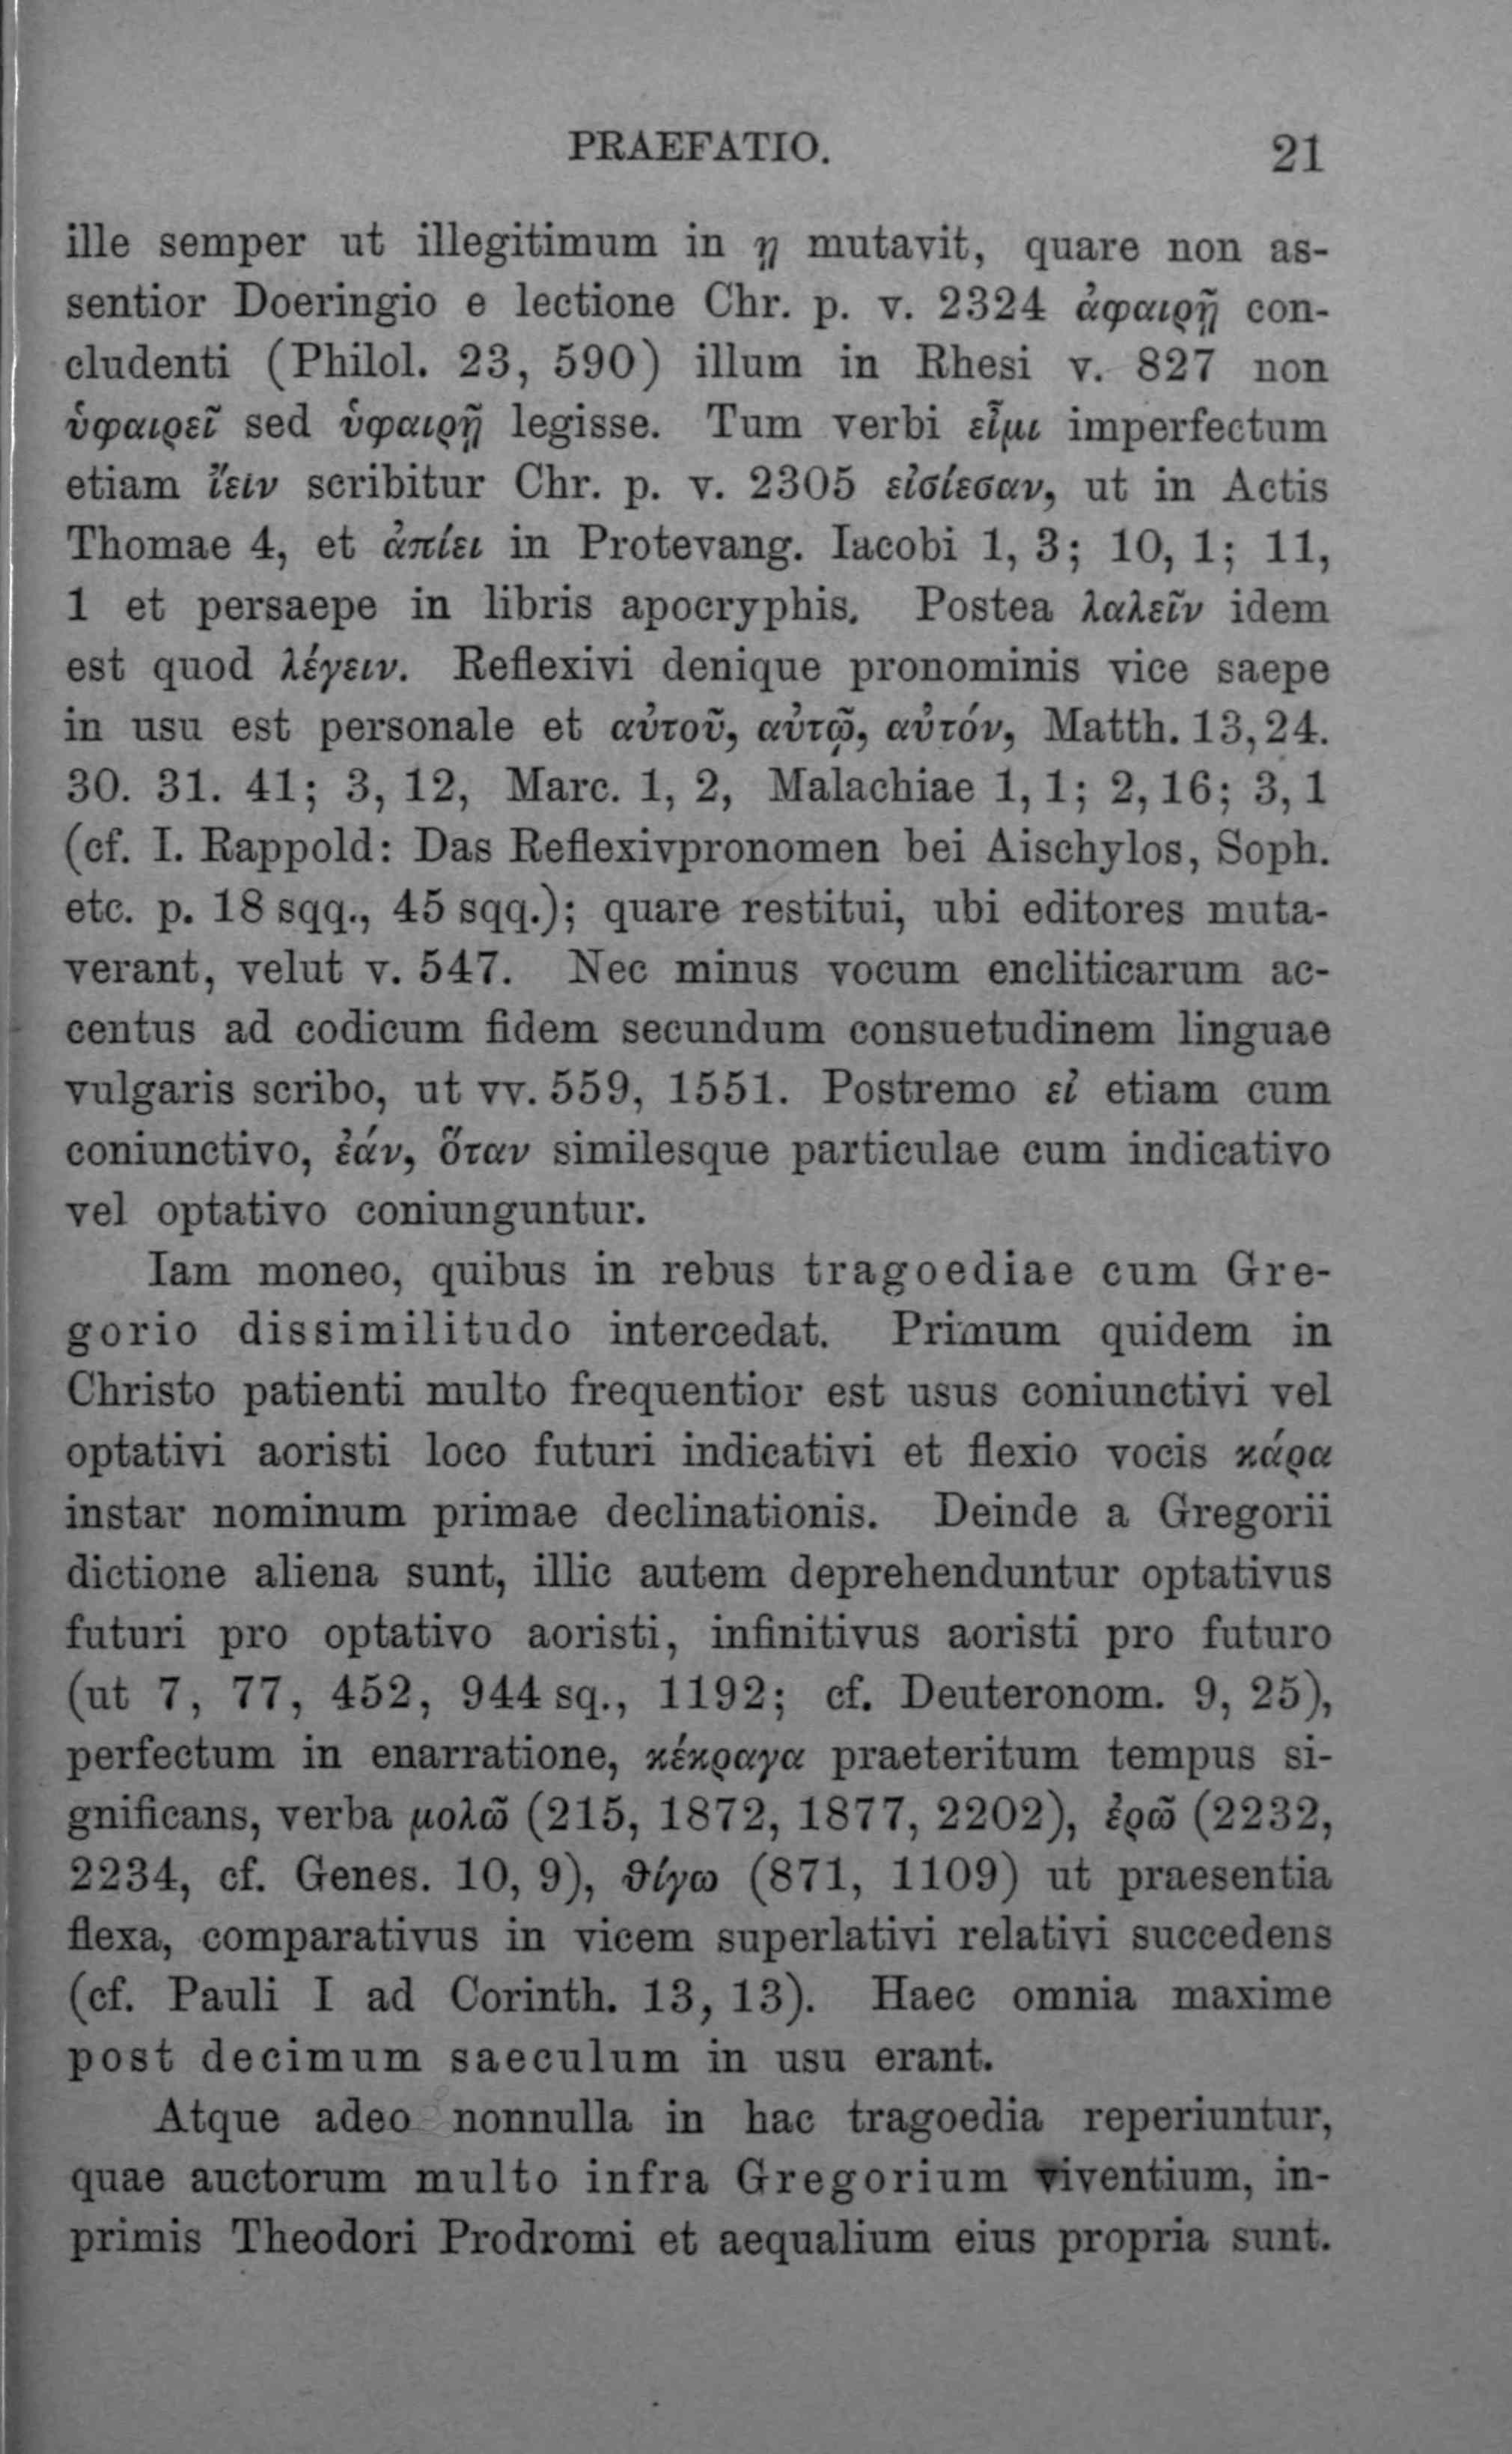 PRAEFATIO. 21
ille semper ut illegitimum in η mutavit, quare non as-
sentior Doeringio e lectione Chr. p. v. 2324 ἀφαιρῇ con-
cludenti (Philol. 23, 590) illum in Rhesi v. 827 non
ὑφαιρεῖ sed ὑφαιρῇ legisse. Tum verbi εἶμι imperfectum
etiam ἴειν scribitur Chr. p. v. 2305 εἰσίεσαν, ut in Actis
Thomae 4, et ἀπίει in Protevang. Iacobi 1, 3; 10, 1; 11,
1 et persaepe in libris apocryphis. Postea λαλεῖν idem
est quod λέγειν. Reflexivi denique pronominis vice saepe
in usu est personale et αὐτοῦ, αὐτῷ, αὐτόν, Matth. 13, 24.
30. 31. 41; 3, 12, Marc. 1, 2, Malachiae 1, 1; 2, 16; 3, 1
(cf. I. Rappold: Das Reflexivpronomen bei Aischylos, Soph.
etc. p. 18 sqq., 45 sqq.); quare restitui, ubi editores muta-
verant, velut v. 547. Nec minus vocum encliticarum ac-
centus ad codicum fidem secundum consuetudinem linguae
vulgaris scribo, ut vv. 559, 1551. Postremo εἰ etiam cum
coniunctivo, ἐάν, ὅταν similesque particulae cum indicativo
vel optativo coniunguntur.
Iam moneo, quibus in rebus tragoediae cum Gre-
gorio dissimilitudo intercedat. Primum quidem in
Christo patienti multo frequentior est usus coniunctivi vel
optativi aoristi loco futuri indicativi et flexio vocis κάρα
instar nominum primae declinationis. Deinde a Gregorii
dictione aliena sunt, illic autem deprehenduntur optativus
futuri pro optativo aoristi, infinitivus aoristi pro futuro
(ut 7, 77, 452, 944 sq., 1192; cf. Deuteronom. 9, 25),
perfectum in enarratione, κέκραγα praeteritum tempus si-
gnificans, verba μολῶ (215, 1872, 1877, 2202), ἐρῶ (2232,
2234, cf. Genes. 10, 9), θίγω (871, 1109) ut praesentia
flexa, comparativus in vicem superlativi relativi succedens
(cf. Pauli I ad Corinth. 13, 13). Haec omnia maxime
post decimum saeculum in usu erant.
Atque adeo nonnulla in hac tragoedia reperiuntur,
quae auctorum multo infra Gregorium viventium, in-
primis Theodori Prodromi et aequalium eius propria sunt.